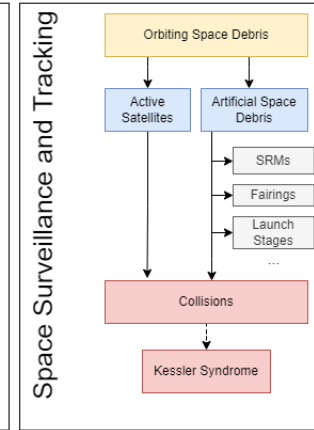 Space Surveillance and Tracking
Orbiting Space Debris
Active
Satellites
Artificial Space
Debris
SRMs
Fairings
Launch
Stages
...
Collisions
Kessler Syndrome